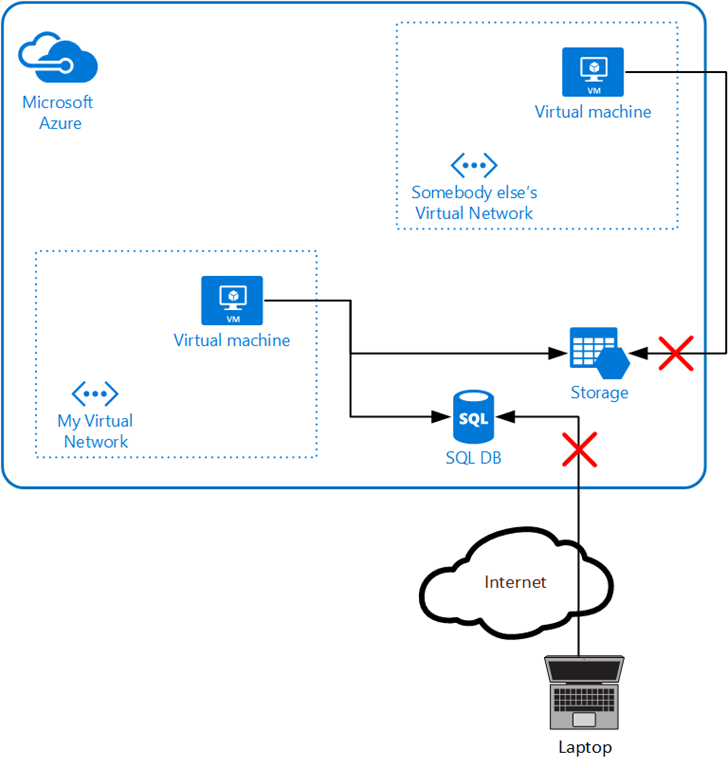 Microsoft
Azure
VM
Virtual machine
Somebody else's
Virtual Network
VM
Virtual machine
My Virtual
Network
Storage
SQL
SQL DB
Internet
Laptop